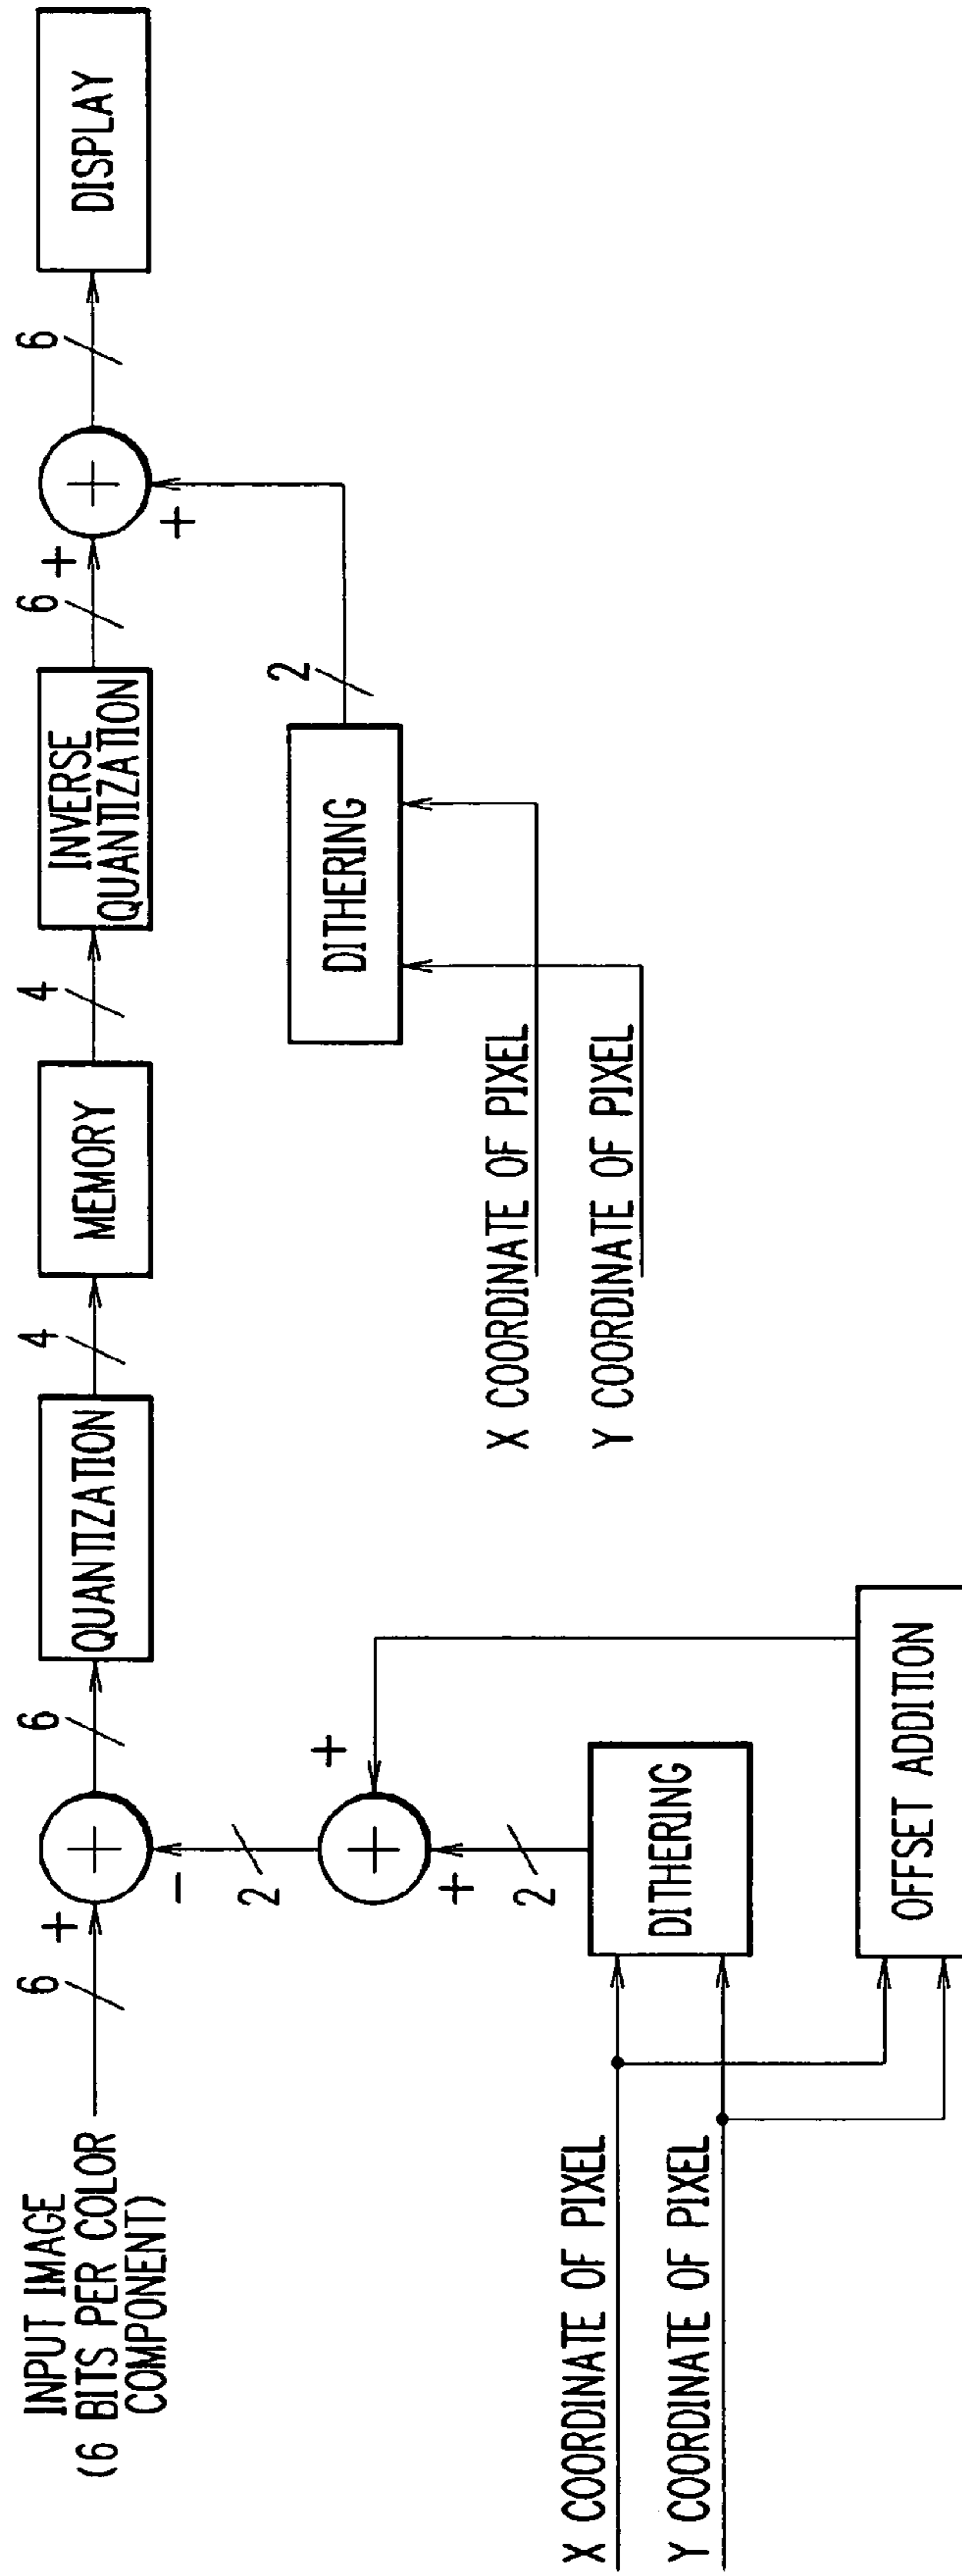 INPUT IMAGE
(6 BITS PER COLOR
COMPONENT)
6
+
-
6
QUANTIZATION
4
MEMORY
4
INVERSE
QUANTIZATION
6
+
+
6
DISPLAY
2
+
+
2
DITHERING
X COORDINATE OF PIXEL
Y COORDINATE OF PIXEL
OFFSET ADDITION
2
DITHERING
X COORDINATE OF PIXEL
Y COORDINATE OF PIXEL